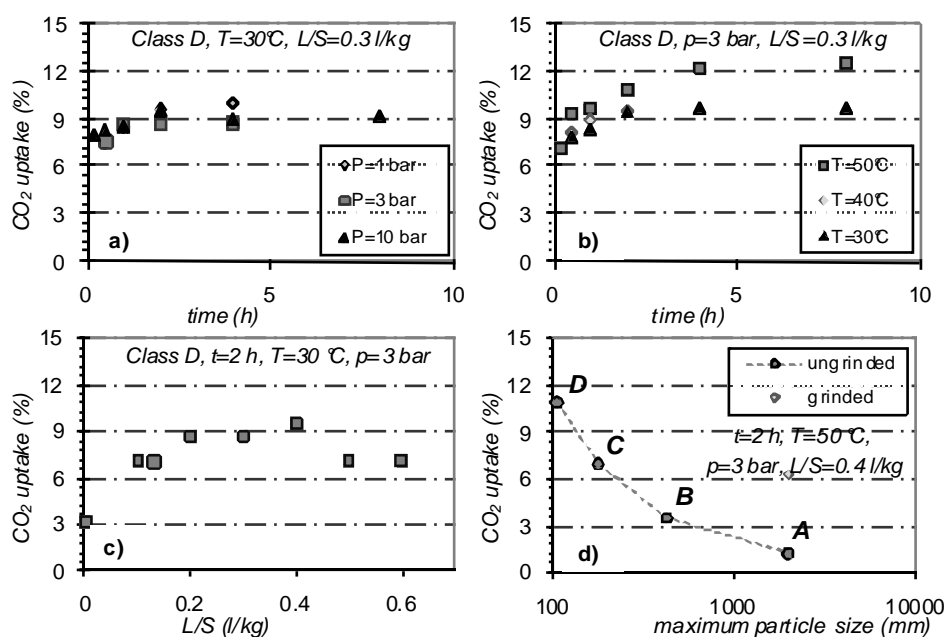 Class D, T=30°C, L/S=0.3 l/kg
15
12
9
6
3
0
CO2 uptake (%)
P=1 bar
P=3 bar
P=10 bar
a)
0
5
10
time (h)
Class D, p=3 bar, L/S=0.3 l/kg
15
12
9
6
3
0
CO2 uptake (%)
T=50°C
T=40°C
T=30°C
b)
0
5
10
time (h)
Class D, t=2 h, T=30 °C, p=3 bar
15
12
9
6
3
0
CO2 uptake (%)
c)
0
0.2
0.4
0.6
L/S (l/kg)
15
12
9
6
3
0
CO2 uptake (%)
ungrinded
grinded
t=2 h, T=50 °C,
p=3 bar, L/S=0.4 l/kg
D
C
B
A
d)
100
1000
10000
maximum particle size (mm)